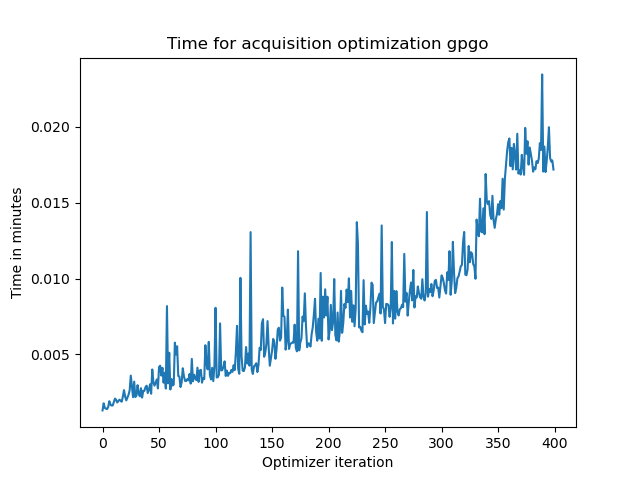 Time for acquisition optimization gpgo
0.020
0.015
0.010
0.005
Time in minutes
0 50 100 150 200 250 300 350 400
Optimizer iteration